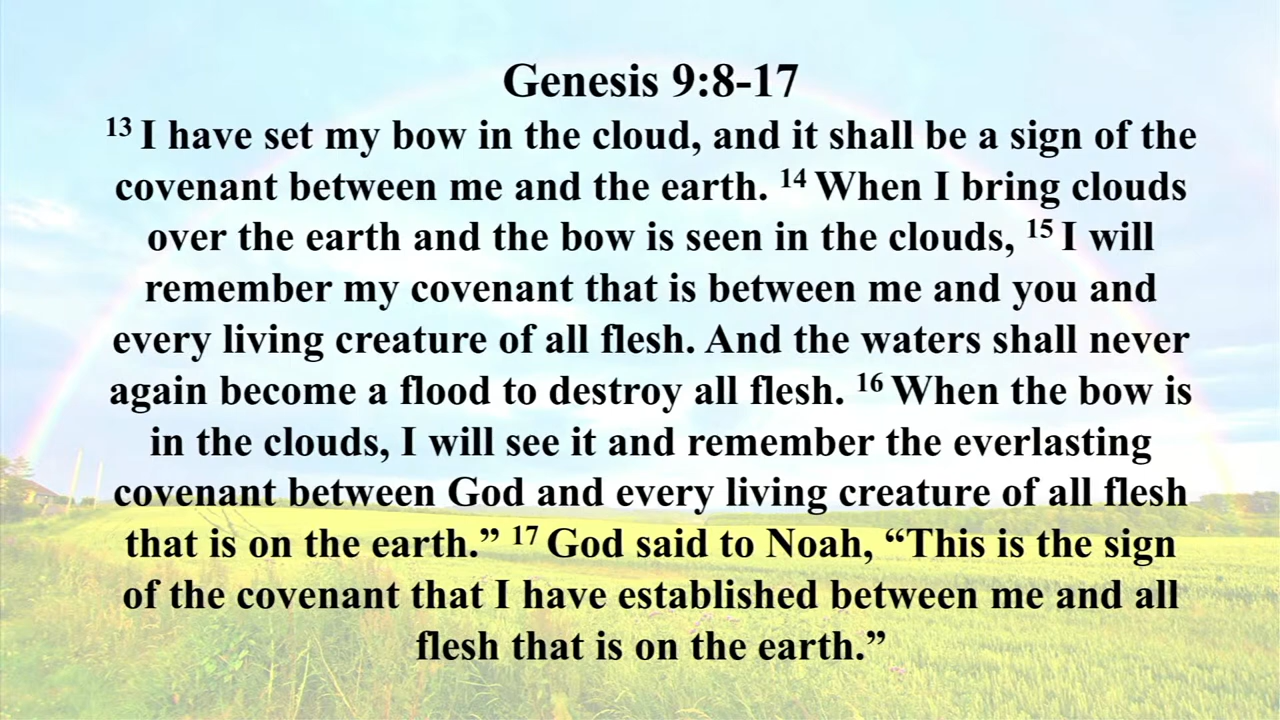 Genesis 9:8-17
13 I have set my bow in the cloud, and it shall be a sign of the
covenant between me and the earth. 14 When I bring clouds
over the earth and the bow is seen in the clouds, 15 I will
remember my covenant that is between me and you and
every living creature of all flesh. And the waters shall never
again become a flood to destroy all flesh. 16 When the bow is
in the clouds, I will see it and remember the everlasting
covenant between God and every living creature of all flesh
that is on the earth.” 17 God said to Noah, “This is the sign
of the covenant that I have established between me and all
flesh that is on the earth.”